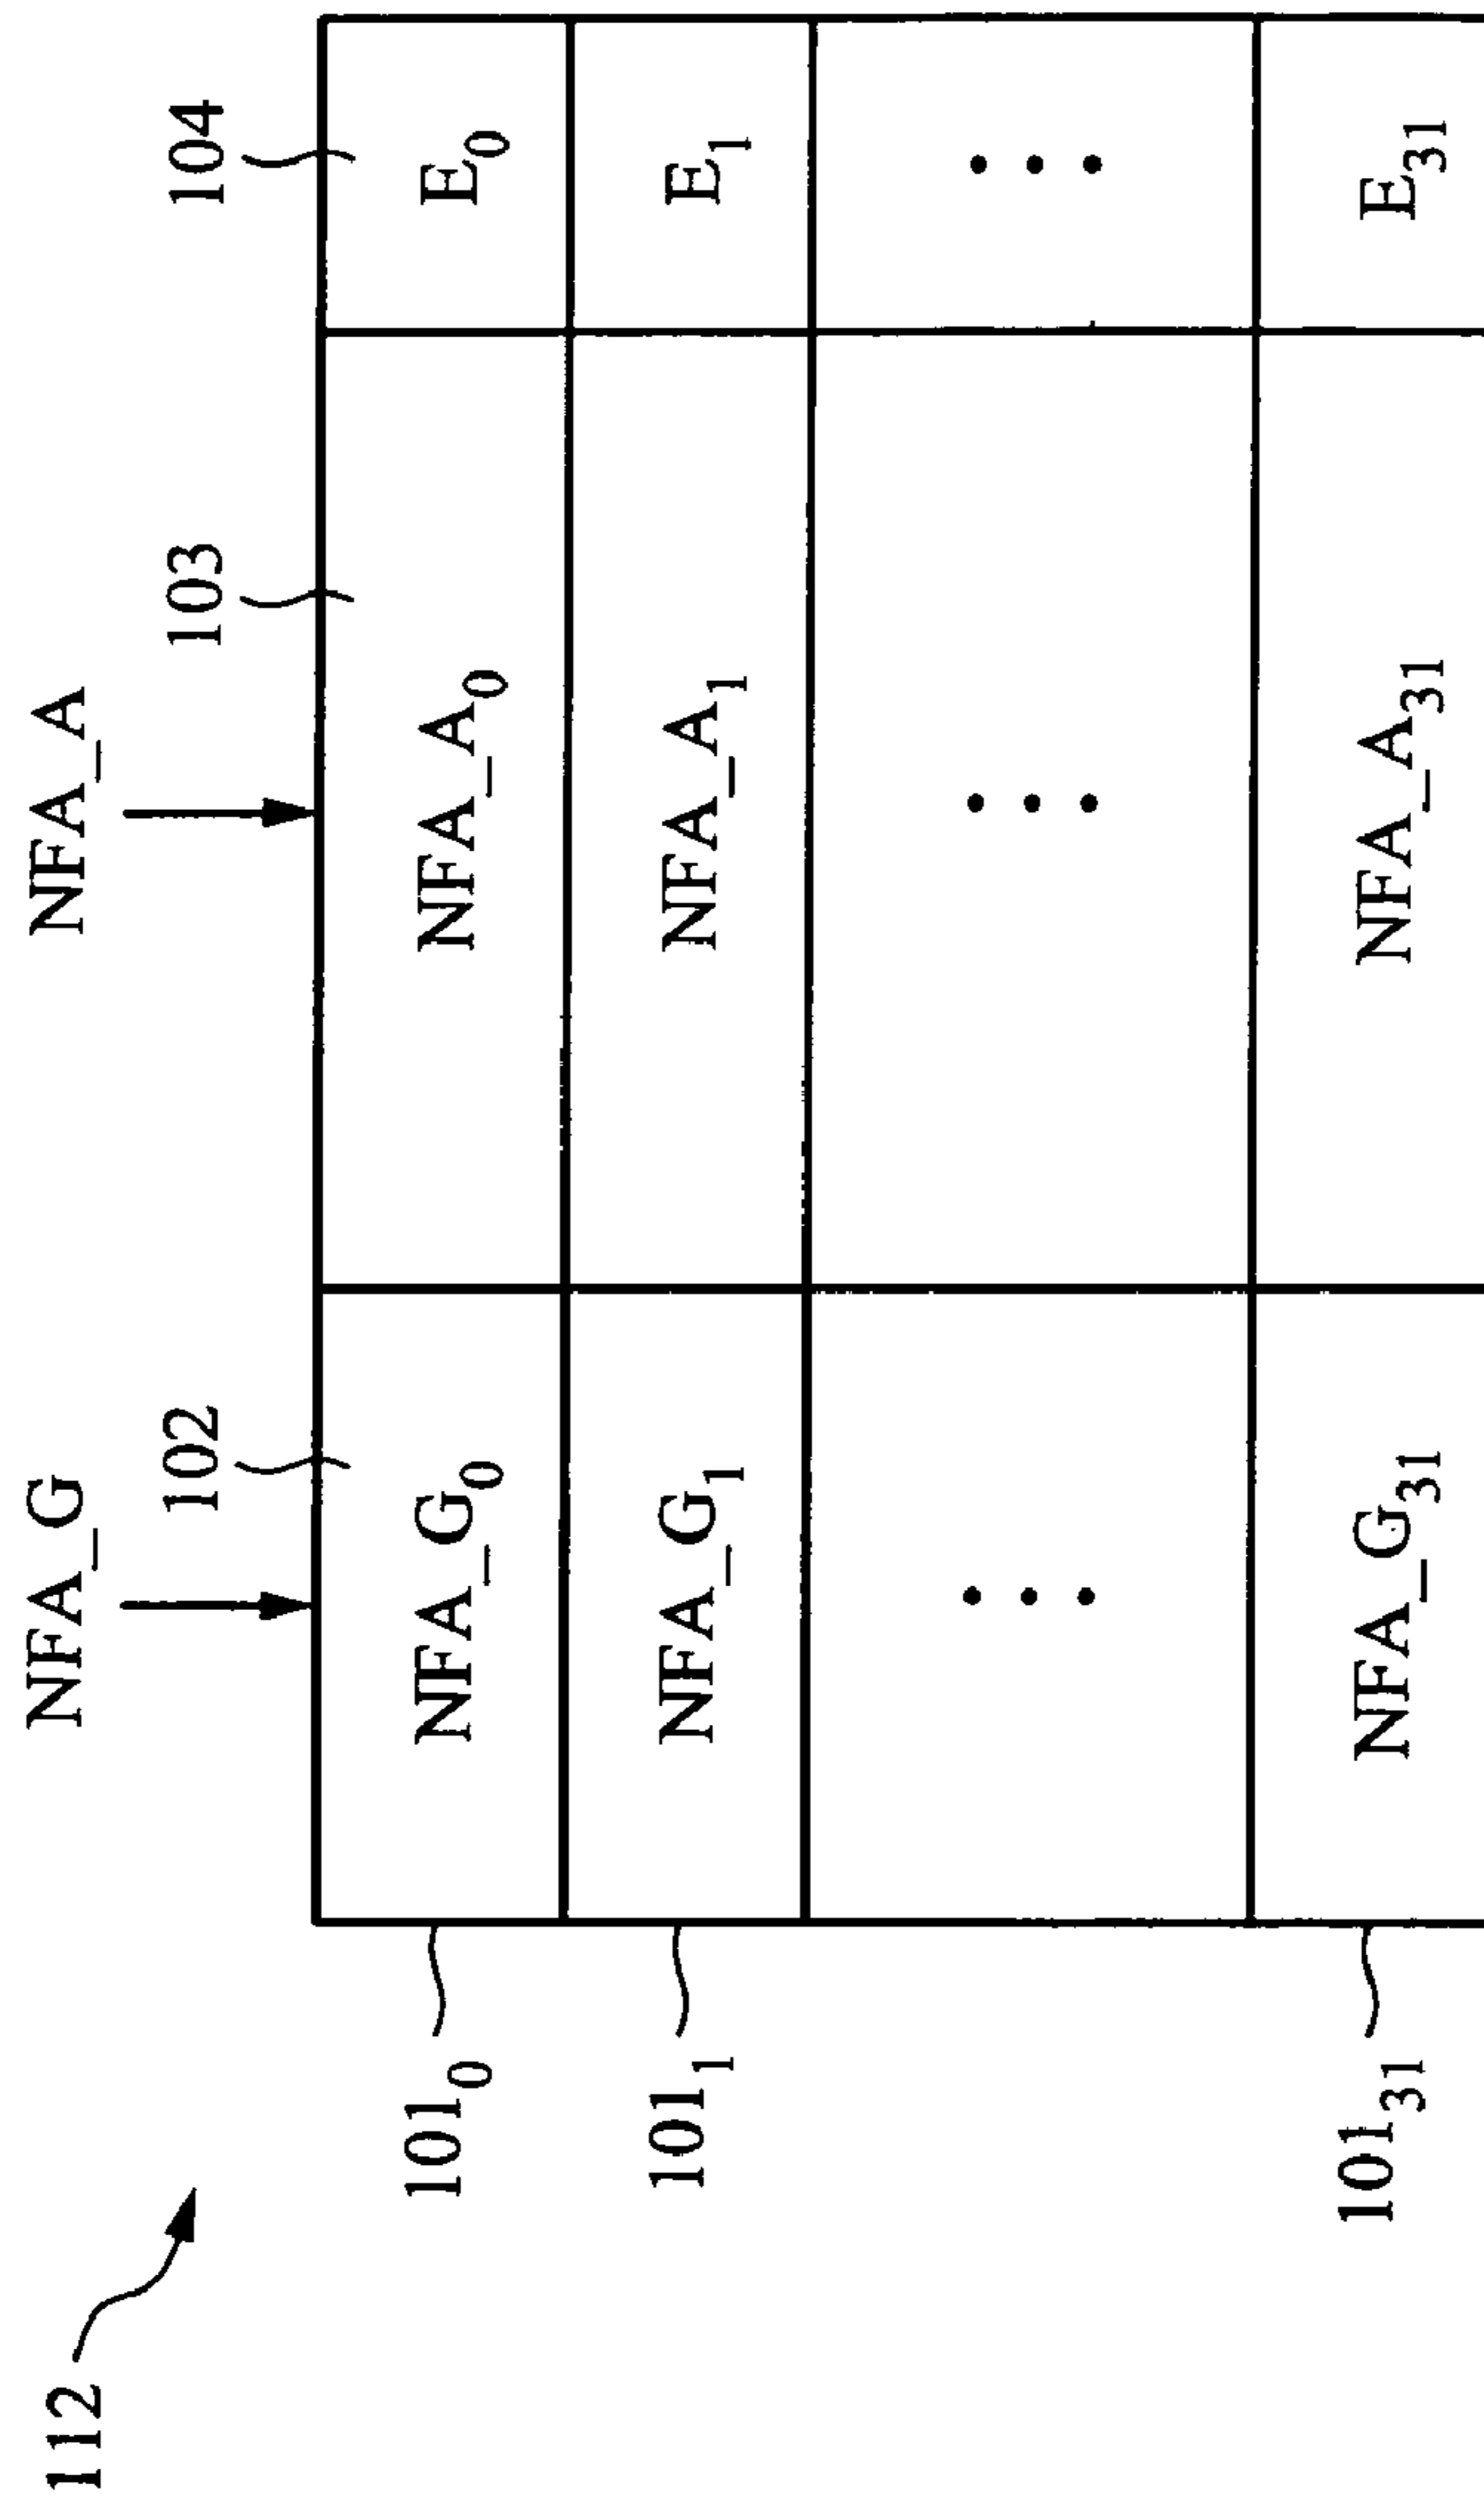 NFA_G NFA_A
102 103 104
112
101₀ NFA_G₀ NFA_A₀ E₀
101₁ NFA_G₁ NFA_A₁ E₁
• • • • • • • • •
101₃₁ NFA_G₃₁ NFA_A₃₁ E₃₁